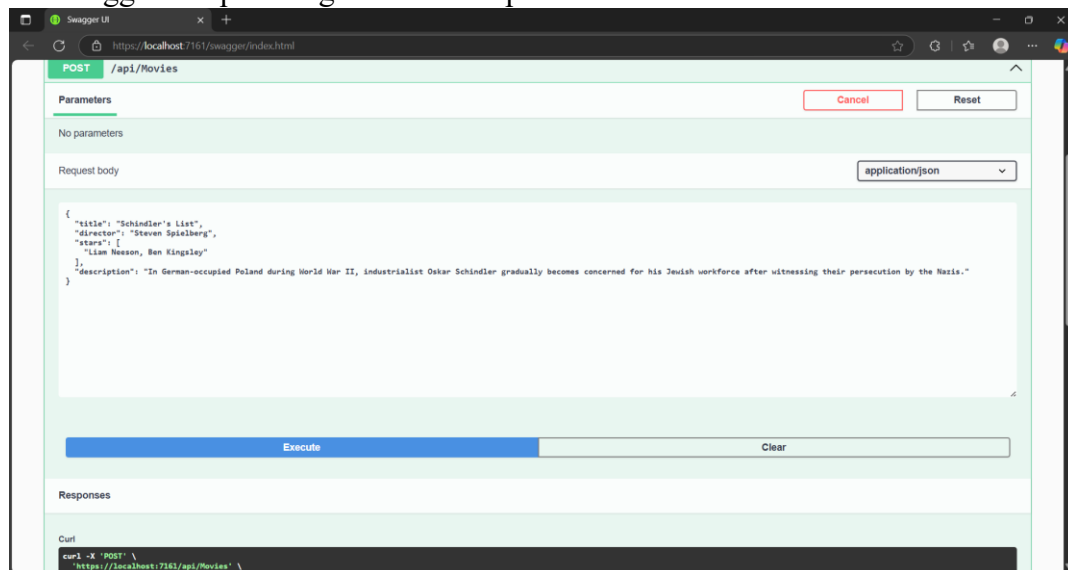 Swagger UI
https://localhost:7161/swagger/index.html
POST /api/Movies
Parameters
Cancel
Reset
No parameters
Request body
application/json
{
"title": "Schindler's List",
"director": "Steven Spielberg",
"stars": [
"Liam Neeson, Ben Kingsley"
],
"description": "In German-occupied Poland during World War II, industrialist Oskar Schindler gradually becomes concerned for his Jewish workforce after witnessing their persecution by the Nazis."
}
Execute
Clear
Responses
Curl
curl -X 'POST' \
'https://localhost:7161/api/Movies' \